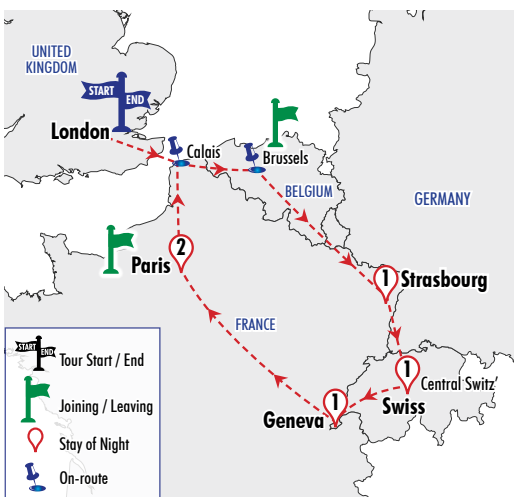 UNITED
KINGDOM
START
END
London
Calais
Brussels
BELGIUM
GERMANY
2
Paris
1
Strasbourg
FRANCE
1
Central Switz'
Swiss
1
Geneva
START
END
Tour Start / End
Joining / Leaving
Stay of Night
On-route